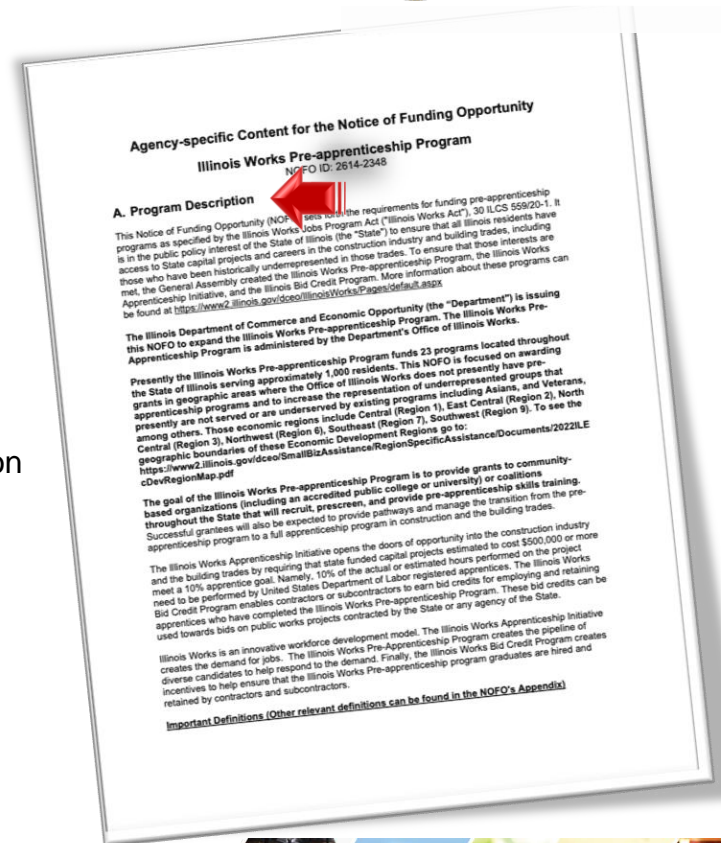 Agency-specific Content for the Notice of Funding Opportunity
Illinois Works Pre-apprenticeship Program
NOFO ID: 2614-2348
A. Program Description
This Notice of Funding Opportunity (NOF sets forth the requirements for funding pre-apprenticeship
programs as specified by the Illinois Works Jobs Program Act ("Illinois Works Act"), 30 ILCS 559/20-1. It
is in the public policy interest of the State of Illinois (the "State") to ensure that all Illinois residents have
access to State capital projects and careers in the construction industry and building trades, including
those who have been historically underrepresented in those trades. To ensure that those interests are
met, the General Assembly created the Illinois Works Pre-apprenticeship Program, the Illinois Works
Apprenticeship Initiative, and the Illinois Bid Credit Program. More information about these programs can
be found at https://www2.illinois.gov/dceo/IllinoisWorks/Pages/default.aspx
The Illinois Department of Commerce and Economic Opportunity (the "Department") is issuing
this NOFO to expand the Illinois Works Pre-apprenticeship Program. The Illinois Works Pre-
Apprenticeship Program is administered by the Department's Office of Illinois Works.
Presently the Illinois Works Pre-apprenticeship Program funds 23 programs located throughout
the State of Illinois serving approximately 1,000 residents. This NOFO is focused on awarding
grants in geographic areas where the Office of Illinois Works does not presently have pre-
apprenticeship programs and to increase the representation of underrepresented groups that
presently are not served or are underserved by existing programs including Asians, and Veterans,
among others. Those economic regions include Central (Region 1), East Central (Region 2), North
Central (Region 3), Northwest (Region 6), Southeast (Region 7), Southwest (Region 9). To see the
geographic boundaries of these Economic Development Regions go to:
https://www2.illinois.gov/dceo/SmallBizAssistance/RegionSpecificAssistance/Documents/2022ILE
cDevRegionMap.pdf
on
The goal of the Illinois Works Pre-apprenticeship Program is to provide grants to community-
based organizations (including an accredited public college or university) or coalitions
throughout the State that will recruit, prescreen, and provide pre-apprenticeship skills training.
Successful grantees will also be expected to provide pathways and manage the transition from the pre-
apprenticeship program to a full apprenticeship program in construction and the building trades.
The Illinois Works Apprenticeship Initiative opens the doors of opportunity into the construction industry
and the building trades by requiring that state funded capital projects estimated to cost $500,000 or more
meet a 10% apprentice goal. Namely, 10% of the actual or estimated hours performed on the project
need to be performed by United States Department of Labor registered apprentices. The Illinois Works
Bid Credit Program enables contractors or subcontractors to earn bid credits for employing and retaining
apprentices who have completed the Illinois Works Pre-apprenticeship Program. These bid credits can be
used towards bids on public works projects contracted by the State or any agency of the State.
Illinois Works is an innovative workforce development model. The Illinois Works Apprenticeship Initiative
creates the demand for jobs. The Illinois Works Pre-Apprenticeship Program creates the pipeline of
diverse candidates to help respond to the demand. Finally, the Illinois Works Bid Credit Program creates
incentives to help ensure that the Illinois Works Pre-apprenticeship program graduates are hired and
retained by contractors and subcontractors.
Important Definitions (Other relevant definitions can be found in the NOFO's Appendix)